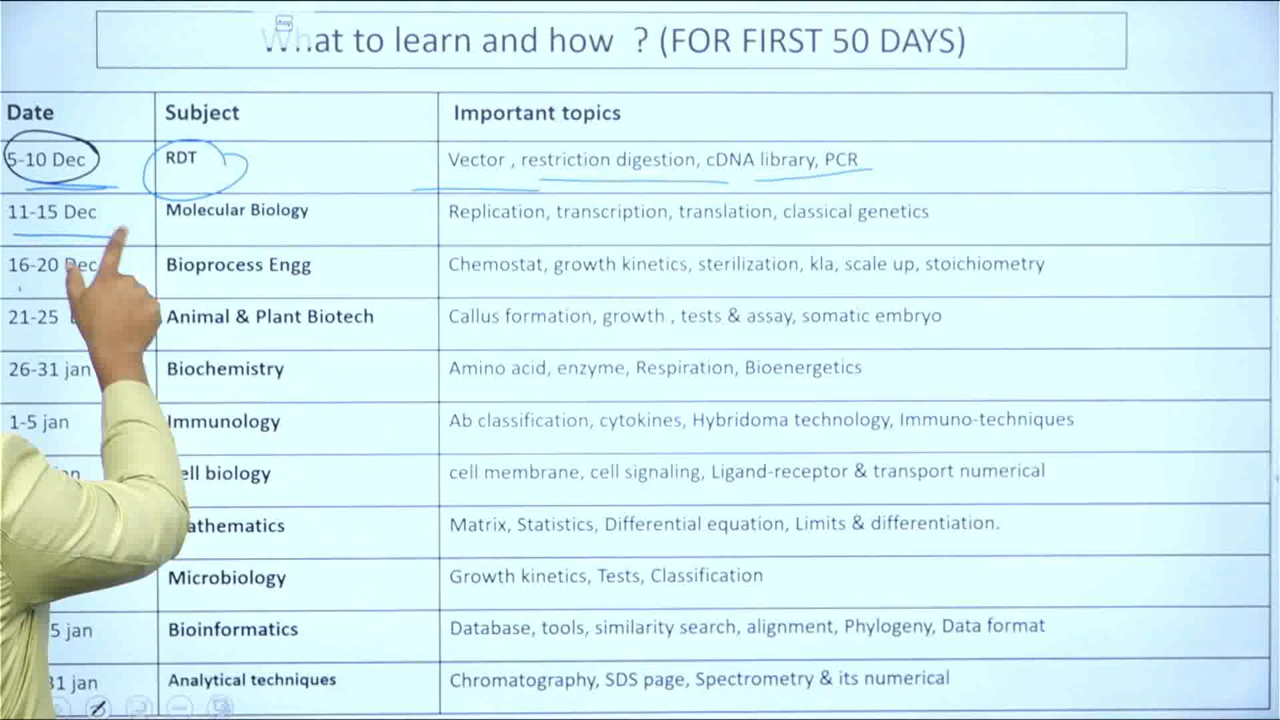 What to learn and how ? (FOR FIRST 50 DAYS)
Date Subject Important topics
5-10 Dec RDT Vector , restriction digestion, cDNA library, PCR
11-15 Dec Molecular Biology Replication, transcription, translation, classical genetics
16-20 Dec Bioprocess Engg Chemostat, growth kinetics, sterilization, kla, scale up, stoichiometry
21-25 Animal & Plant Biotech Callus formation, growth , tests & assay, somatic embryo
26-31 jan Biochemistry Amino acid, enzyme, Respiration, Bioenergetics
1-5 jan Immunology Ab classification, cytokines, Hybridoma technology, Immuno-techniques
ell biology cell membrane, cell signaling, Ligand-receptor & transport numerical
athematics Matrix, Statistics, Differential equation, Limits & differentiation.
Microbiology Growth kinetics, Tests, Classification
5 jan Bioinformatics Database, tools, similarity search, alignment, Phylogeny, Data format
31 jan Analytical techniques Chromatography, SDS page, Spectrometry & its numerical